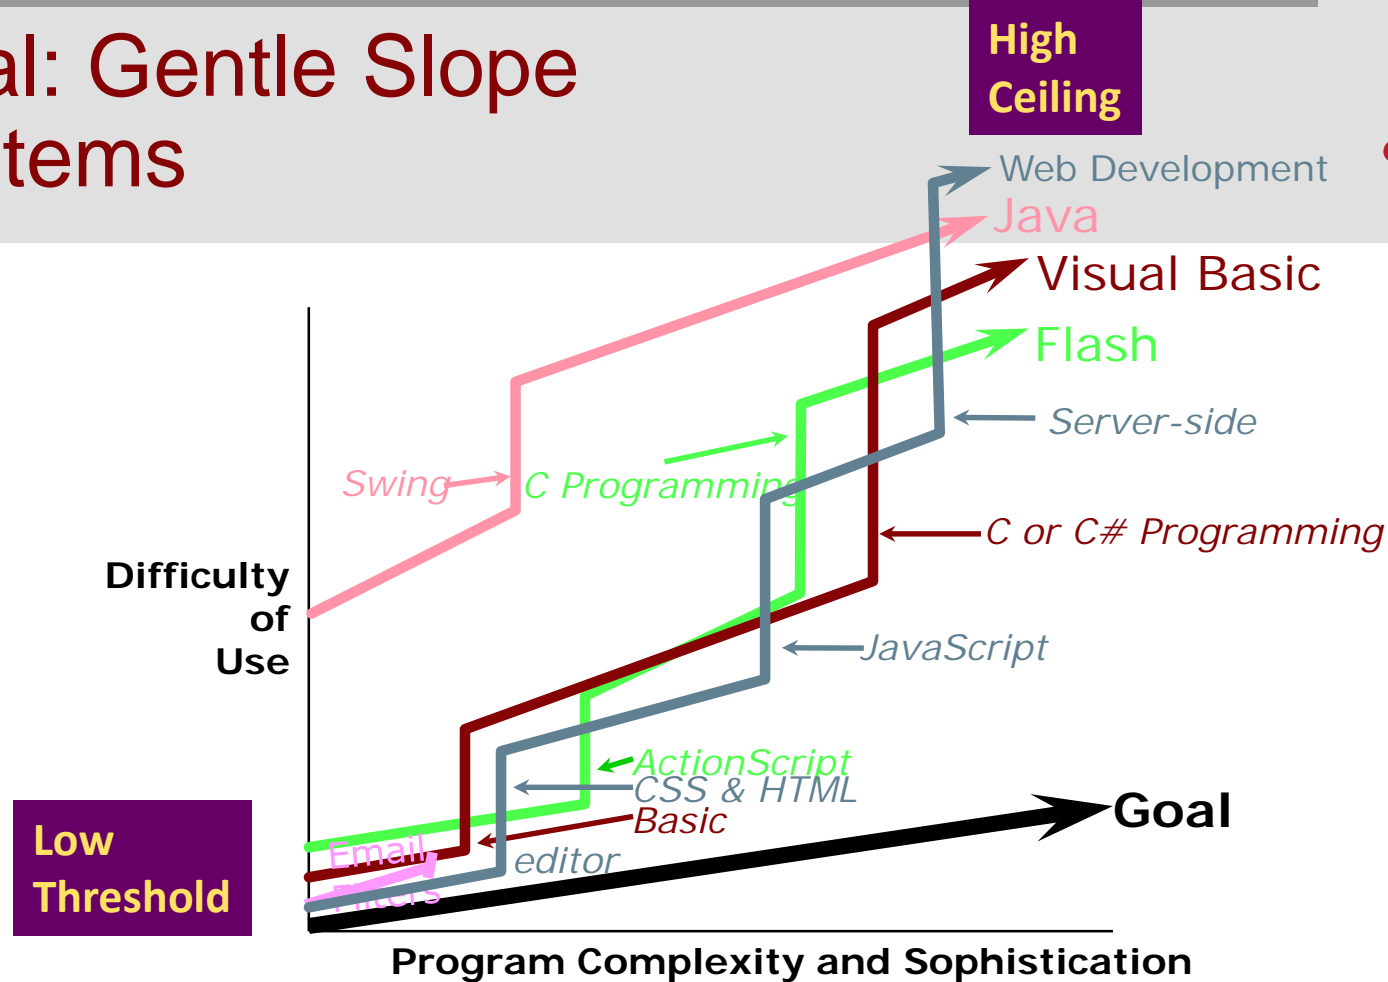 al: Gentle Slope
tems
High
Ceiling
Web Development
Java
Visual Basic
Flash
Server-side
Swing
C Programming
C or C# Programming
Difficulty
of
Use
JavaScript
ActionScript
CSS & HTML
Basic
Goal
Low
Threshold
Email
Filters
editor
Program Complexity and Sophistication